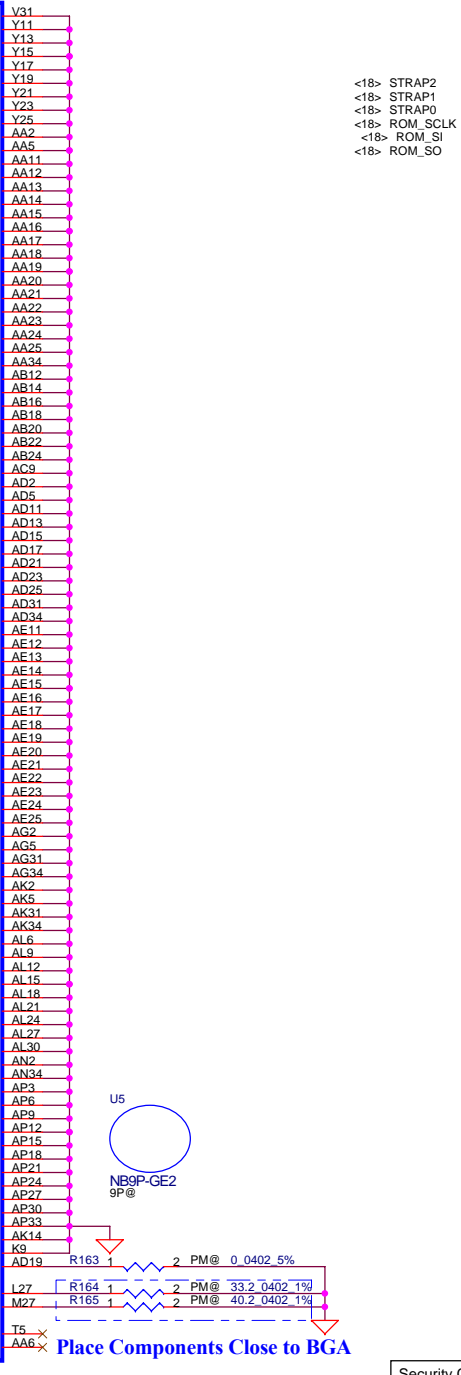 V31
Y11
Y13
Y15
Y17
Y19
Y21
Y23
Y25
AA2
AA5
AA11
AA12
AA13
AA14
AA15
AA16
AA17
AA18
AA19
AA20
AA21
AA22
AA23
AA24
AA25
AA34
AB12
AB14
AB16
AB18
AB20
AB22
AB24
AC9
AD2
AD5
AD11
AD13
AD15
AD17
AD21
AD23
AD25
AD31
AD34
AE11
AE12
AE13
AE14
AE15
AE16
AE17
AE18
AE19
AE20
AE21
AE22
AE23
AE24
AE25
AG2
AG5
AG31
AG34
AK2
AK5
AK31
AK34
AL6
AL9
AL12
AL15
AL18
AL21
AL24
AL27
AL30
AN2
AN34
AP3
AP6
AP9
AP12
AP15
AP18
AP21
AP24
AP27
AP30
AP33
AK14
K9
AD19 R163 1 2 PM@ 0_0402_5%
L27 R164 1 2 PM@ 33.2_0402_1%
M27 R165 1 2 PM@ 40.2_0402_1%
T5
AA6
Place Components Close to BGA
<18> STRAP2
<18> STRAP1
<18> STRAP0
<18> ROM_SCLK
<18> ROM_SI
<18> ROM_SO
U5
NB9P-GE2
9P@
Security